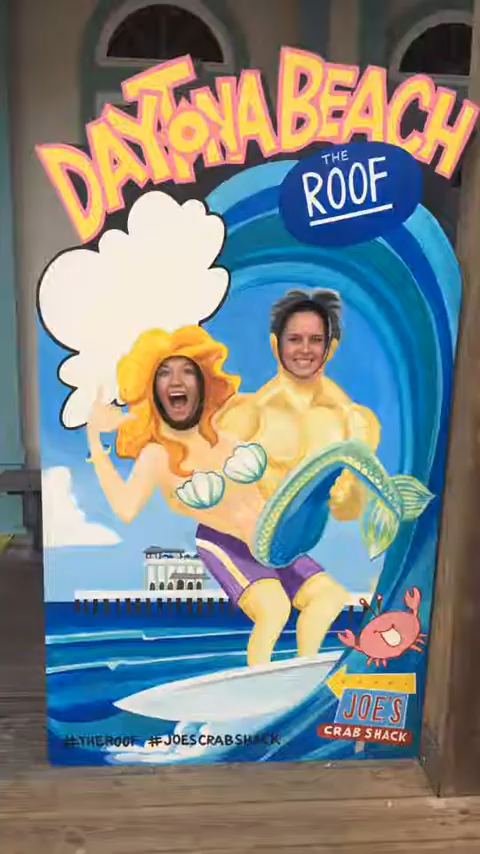 DAYTONA BEACH
THE
ROOF
JOE'S
CRAB SHACK
#THEROOF #JOESCRABSHACK